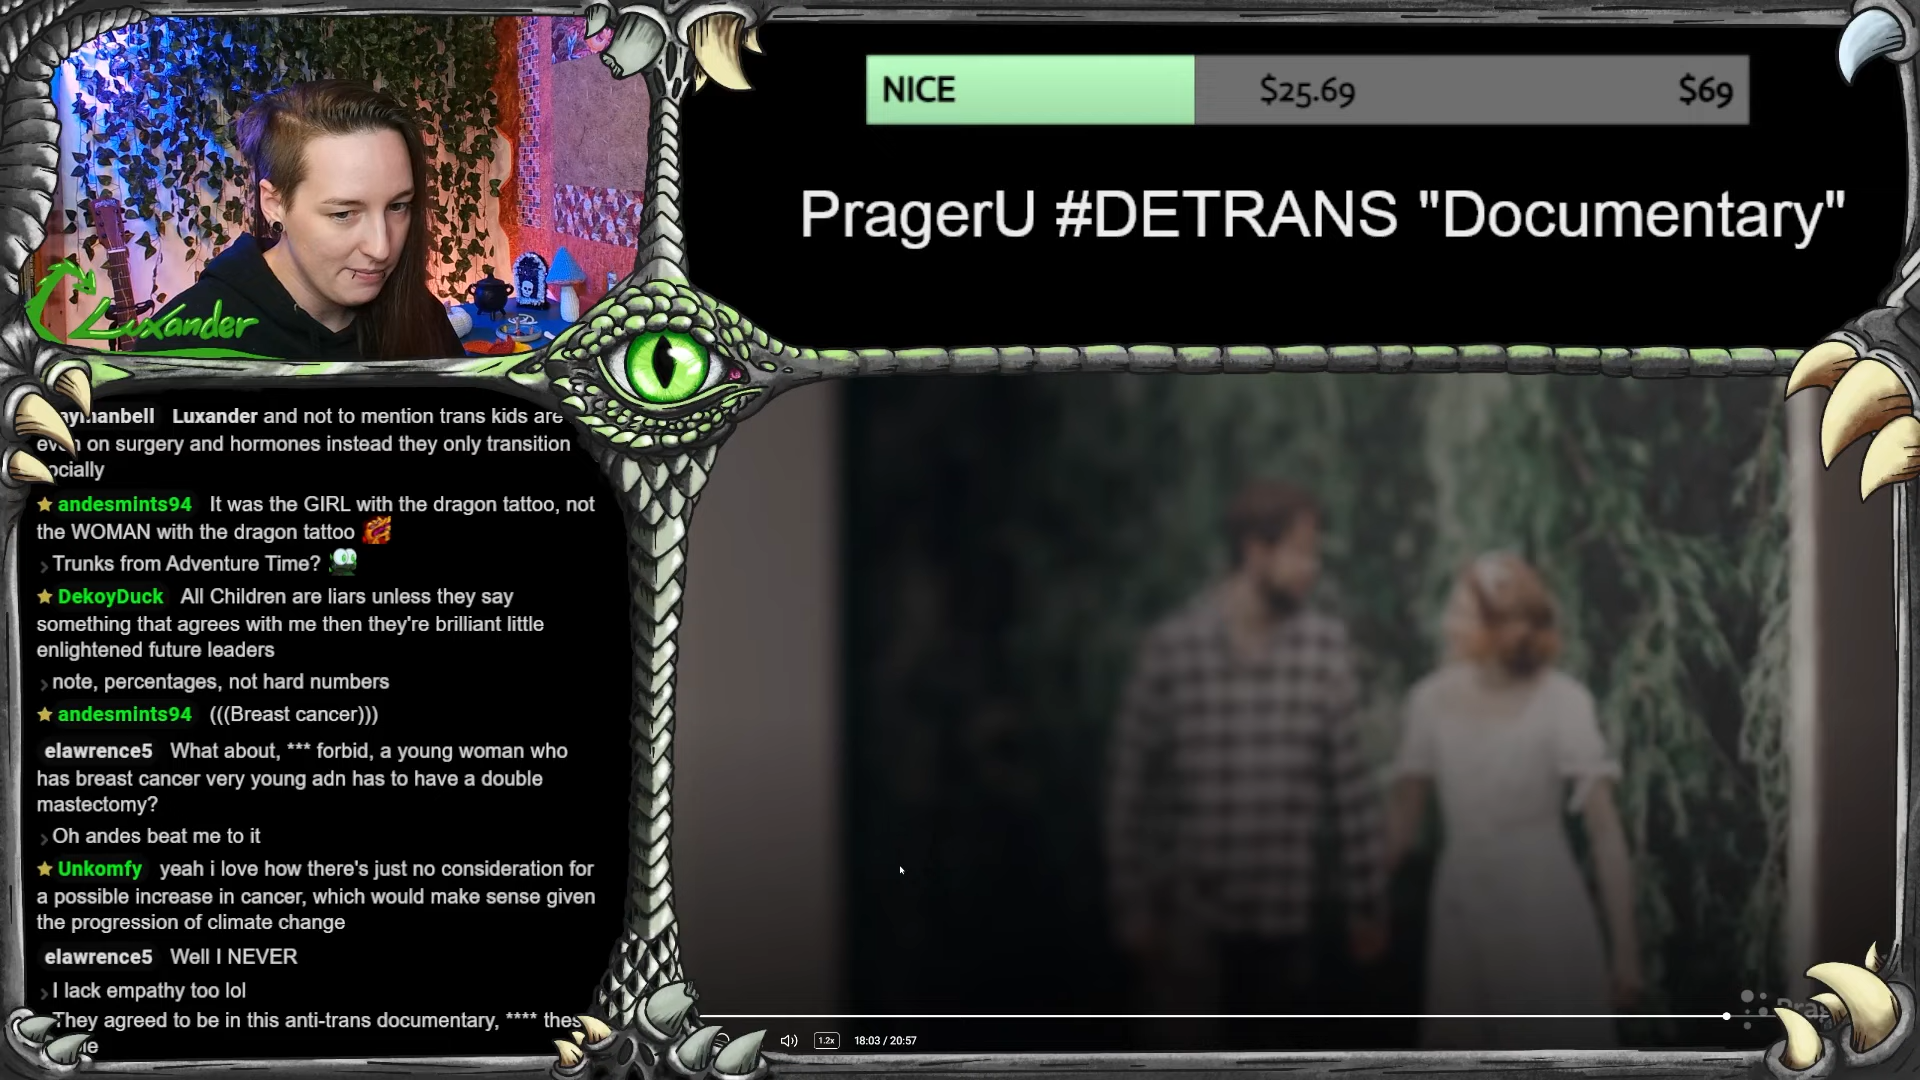 NICE $25.69 $69
PragerU #DETRANS "Documentary"
Luxander
Luxander and not to mention trans kids are
on surgery and hormones instead they only transition
andesmints94 It was the GIRL with the dragon tattoo, not
the WOMAN with the dragon tattoo
Trunks from Adventure Time?
DekoyDuck All Children are liars unless they say
something that agrees with me then they're brilliant little
enlightened future leaders
note, percentages, not hard numbers
andesmints94 (((Breast cancer)))
elawrence5 What about, *** forbid, a young woman who
has breast cancer very young adn has to have a double
mastectomy?
Oh andes beat me to it
Unkomfy yeah i love how there's just no consideration for
a possible increase in cancer, which would make sense given
the progression of climate change
elawrence5 Well I NEVER
I lack empathy too lol
They agreed to be in this anti-trans documentary, ****
1.2x 18:03 / 20:57